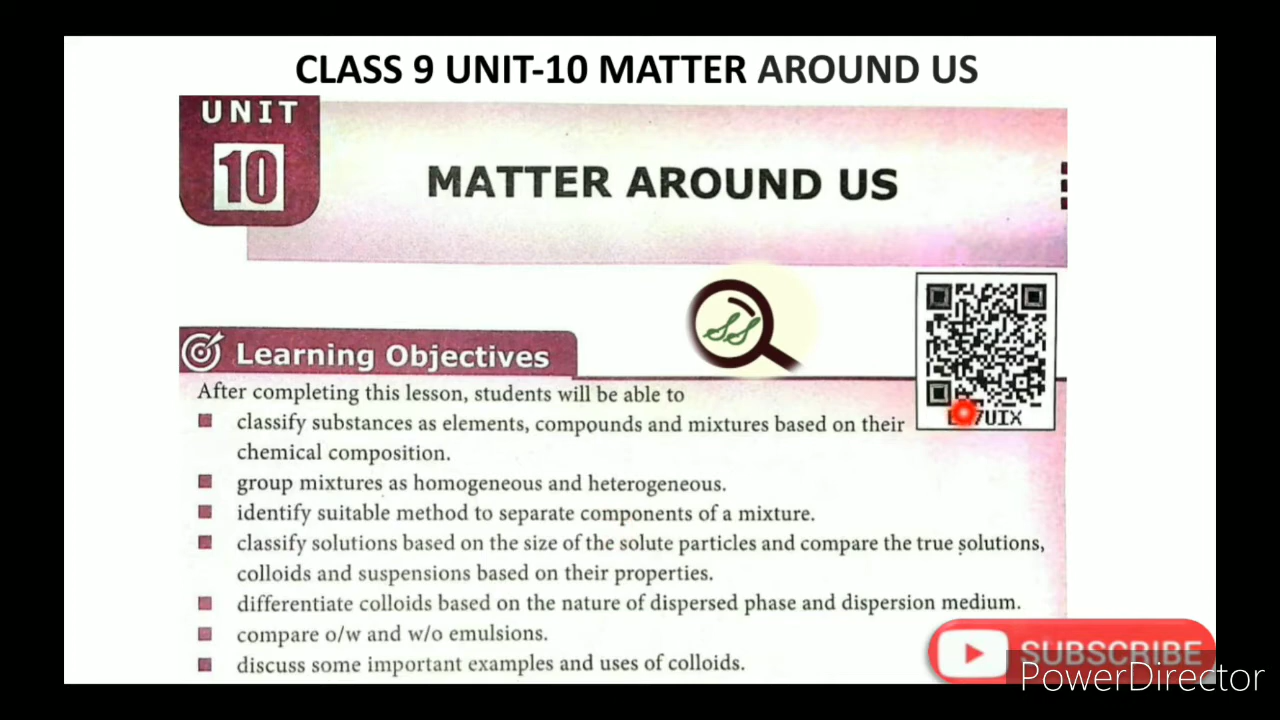 CLASS 9 UNIT-10 MATTER AROUND US
UNIT
10
MATTER AROUND US
Learning Objectives
After completing this lesson, students will be able to
classify substances as elements, compounds and mixtures based on their
chemical composition.
group mixtures as homogeneous and heterogeneous.
identify suitable method to separate components of a mixture.
classify solutions based on the size of the solute particles and compare the true solutions,
colloids and suspensions based on their properties.
differentiate colloids based on the nature of dispersed phase and dispersion medium.
compare o/w and w/o emulsions.
discuss some important examples and uses of colloids.
SUBSCRIBE
PowerDirector